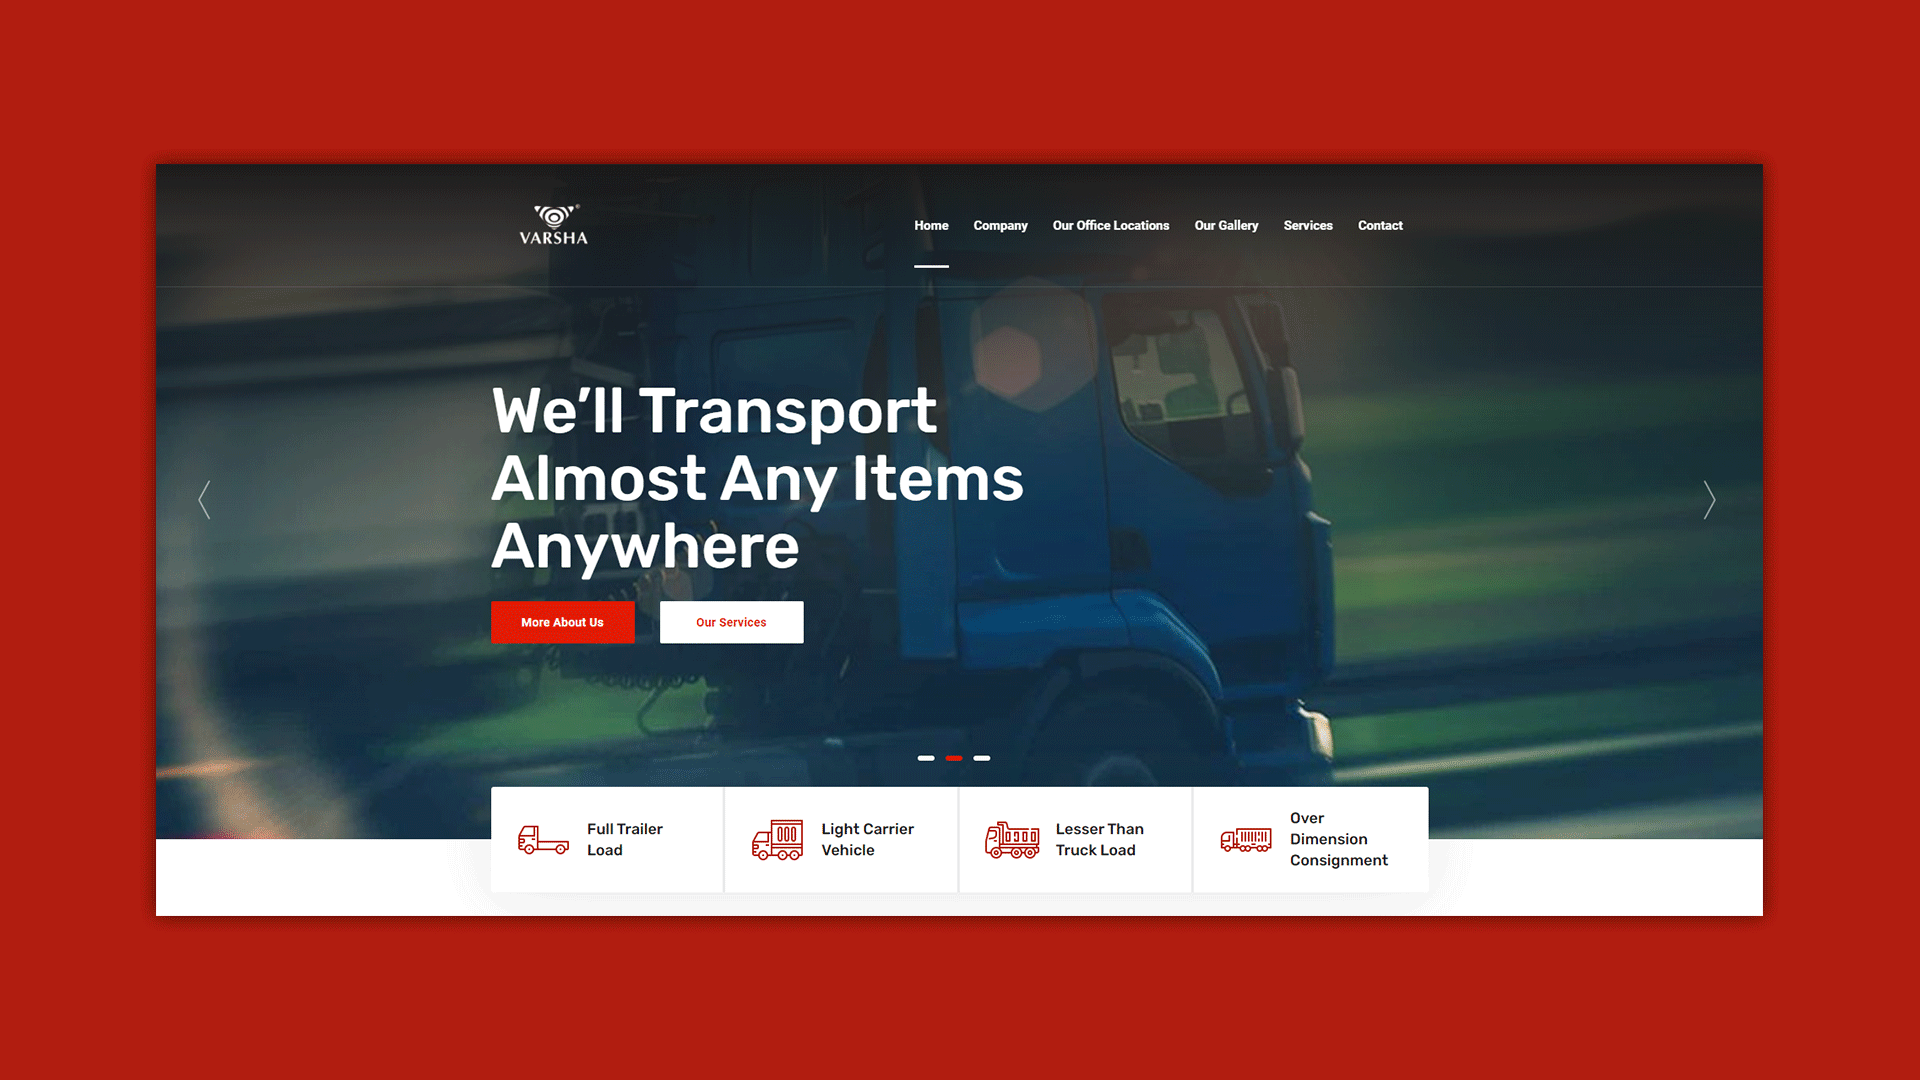 VARSHA
Home Company Our Office Locations Our Gallery Services Contact
We’ll Transport
Almost Any Items
Anywhere
More About Us Our Services
Full Trailer
Load
Light Carrier
Vehicle
Lesser Than
Truck Load
Over
Dimension
Consignment